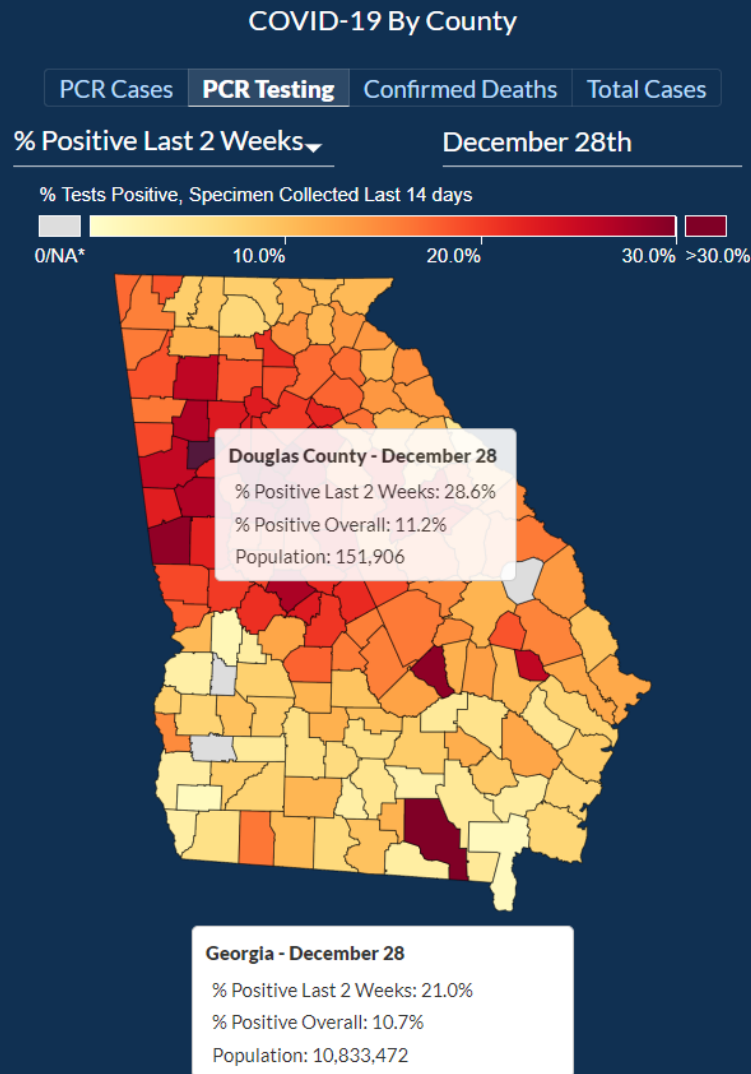 COVID-19 By County
PCR Cases PCR Testing Confirmed Deaths Total Cases
% Positive Last 2 Weeks December 28th
% Tests Positive, Specimen Collected Last 14 days
0/NA* 10.0% 20.0% 30.0% >30.0%
Douglas County - December 28
% Positive Last 2 Weeks: 28.6%
% Positive Overall: 11.2%
Population: 151,906
Georgia - December 28
% Positive Last 2 Weeks: 21.0%
% Positive Overall: 10.7%
Population: 10,833,472